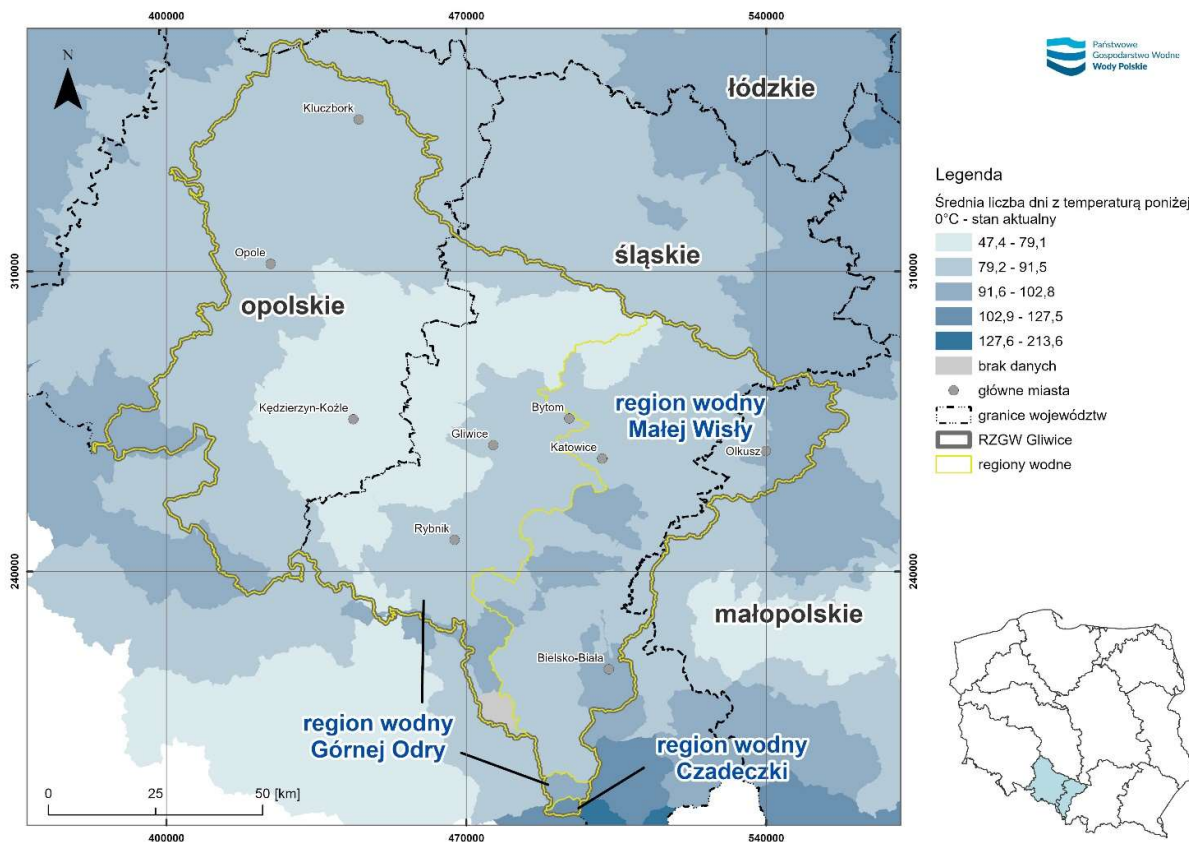 400000
470000
540000
N
Kluczbork
łódzkie
Opole
śląskie
opolskie
310000
310000
Kędzierzyn-Koźle
Bytom
region wodny
Małej Wisły
Gliwice
Katowice
Olkusz
Rybnik
240000
240000
małopolskie
Bielsko-Biała
region wodny
Górnej Odry
region wodny
Czadeczki
0
25
50 [km]
400000
470000
540000
Państwowe
Gospodarstwo Wodne
Wody Polskie
Legenda
Średnia liczba dni z temperaturą poniżej
0°C - stan aktualny
47,4 - 79,1
79,2 - 91,5
91,6 - 102,8
102,9 - 127,5
127,6 - 213,6
brak danych
główne miasta
granice województw
RZGW Gliwice
regiony wodne